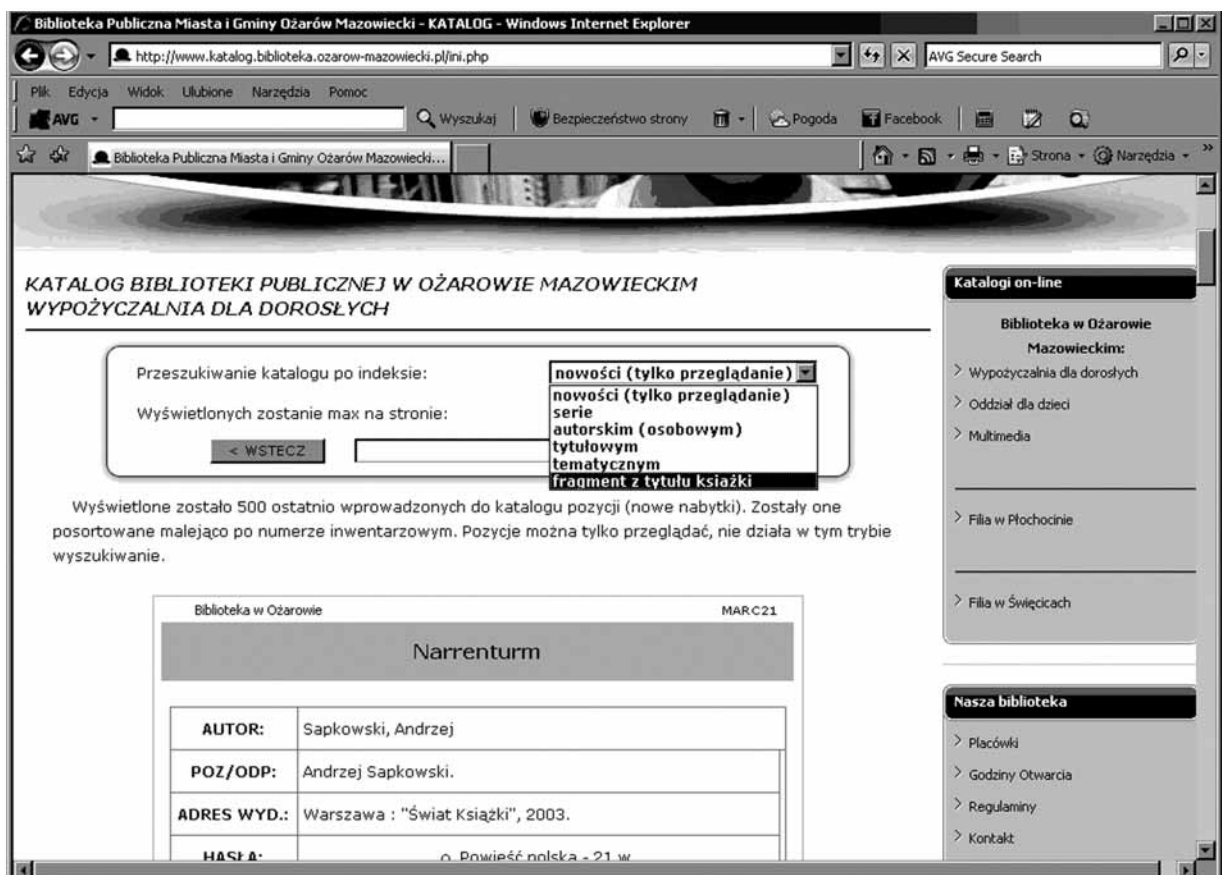 Biblioteka Publiczna Miasta i Gminy Ożarów Mazowiecki - KATALOG - Windows Internet Explorer
http://www.katalog.biblioteka.ozarow-mazowiecki.pl/ini.php
AVG Secure Search
Plik Edycja Widok Ulubione Narzędzia Pomoc
AVG Wyszukaj Bezpieczeństwo strony Pogoda Facebook
Biblioteka Publiczna Miasta i Gminy Ożarów Mazowiecki...
Strona Narzędzia
KATALOG BIBLIOTEKI PUBLICZNEJ W OŻAROWIE MAZOWIECKIM
WYPOŻYCZALNIA DLA DOROSŁYCH
Przeszukiwanie katalogu po indeksie:
nowości (tylko przeglądanie)
nowości (tylko przeglądanie)
serie
autorskim (osobowym)
tytułowym
tematycznym
fragment z tytułu książki
Wyświetlonych zostanie max na stronie:
< WSTECZ
Wyświetlone zostało 500 ostatnio wprowadzonych do katalogu pozycji (nowe nabytki). Zostały one
posortowane malejąco po numerze inwentarzowym. Pozycje można tylko przeglądać, nie działa w tym trybie
wyszukiwanie.
Biblioteka w Ożarowie MARC21
Narrenturm
AUTOR: Sapkowski, Andrzej
POZ/ODP: Andrzej Sapkowski.
ADRES WYD.: Warszawa : "Świat Książki", 2003.
HASŁA: o Powieść polska - 21 w
Katalogi on-line
Biblioteka w Ożarowie
Mazowieckim:
> Wypożyczalnia dla dorosłych
> Oddział dla dzieci
> Multimedia
> Filia w Płochocinie
> Filia w Święcicach
Nasza biblioteka
> Placówki
> Godziny Otwarcia
> Regulaminy
> Kontakt